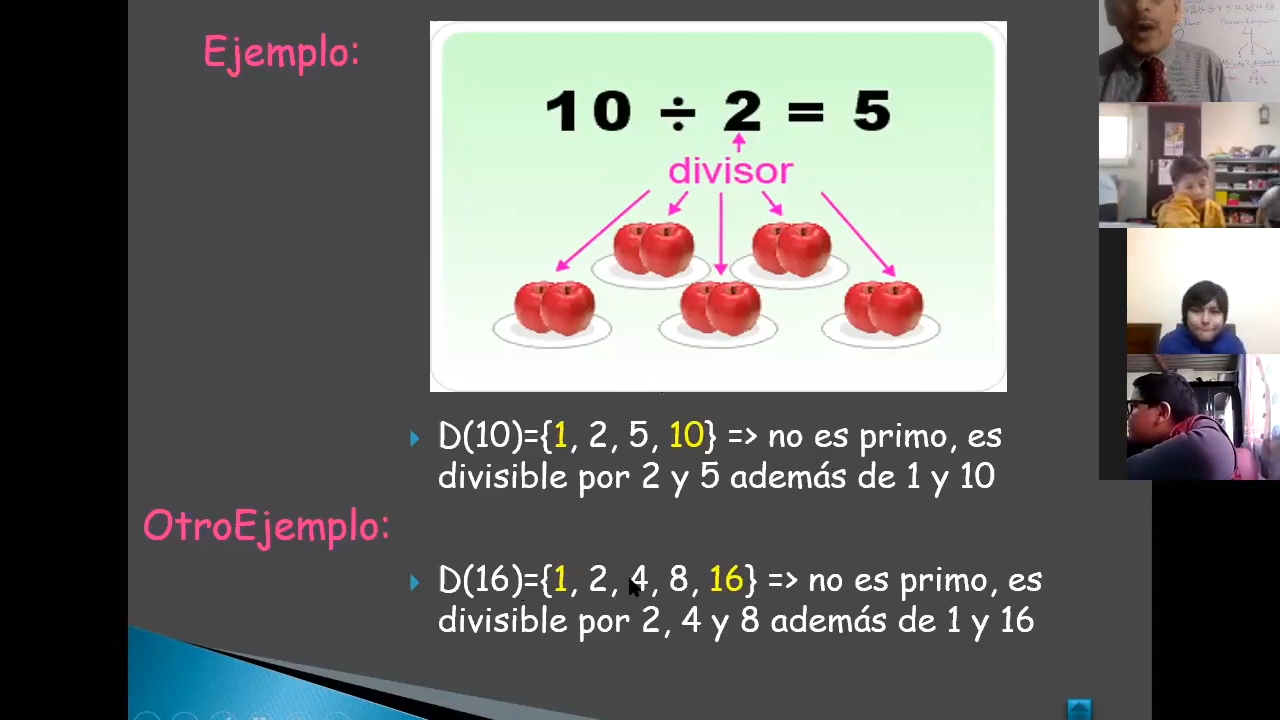 Ejemplo:
10 ÷ 2 = 5
divisor
D(10)={1, 2, 5, 10} => no es primo, es
divisible por 2 y 5 además de 1 y 10
OtroEjemplo:
D(16)={1, 2, 4, 8, 16} => no es primo, es
divisible por 2, 4 y 8 además de 1 y 16